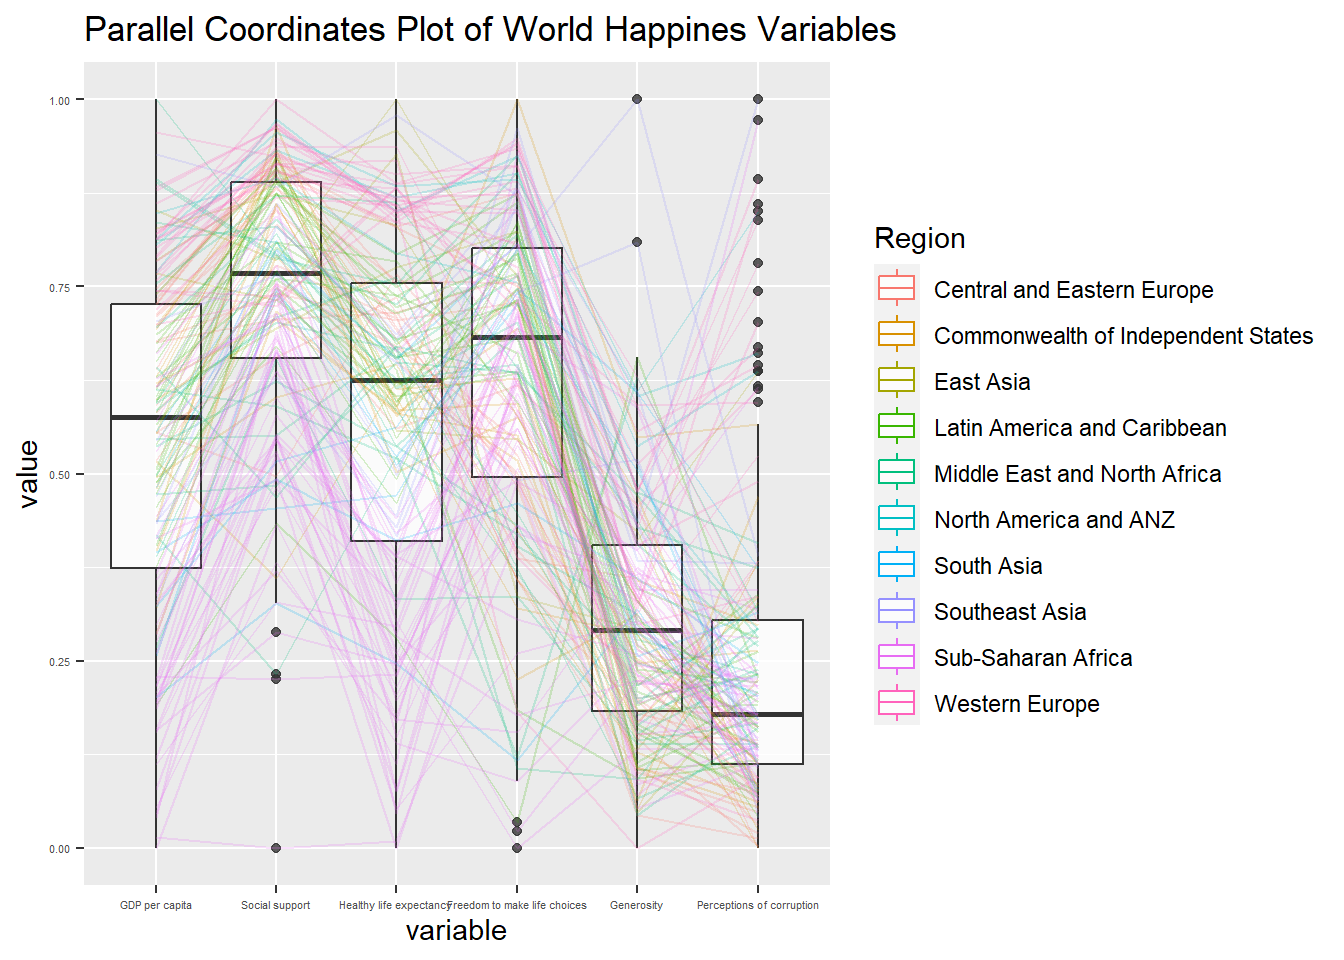 Parallel Coordinates Plot of World Happines Variables
value
1.00
0.75
0.50
0.25
0.00
GDP per capita
Social support
Healthy life expectancy
Freedom to make life choices
Generosity
Perceptions of corruption
variable
Region
Central and Eastern Europe
Commonwealth of Independent States
East Asia
Latin America and Caribbean
Middle East and North Africa
North America and ANZ
South Asia
Southeast Asia
Sub-Saharan Africa
Western Europe